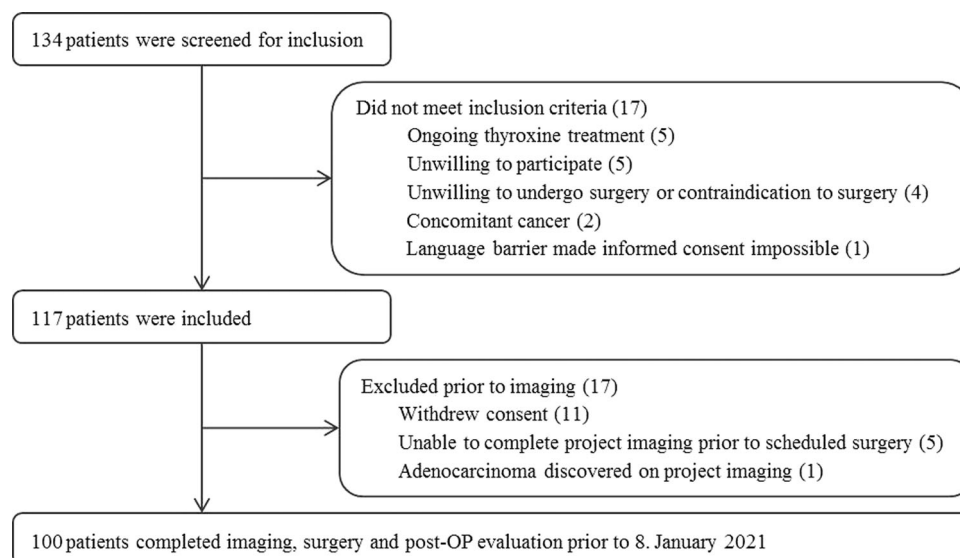 134 patients were screened for inclusion
Did not meet inclusion criteria (17)
Ongoing thyroxine treatment (5)
Unwilling to participate (5)
Unwilling to undergo surgery or contraindication to surgery (4)
Concomitant cancer (2)
Language barrier made informed consent impossible (1)
117 patients were included
Excluded prior to imaging (17)
Withdrew consent (11)
Unable to complete project imaging prior to scheduled surgery (5)
Adenocarcinoma discovered on project imaging (1)
100 patients completed imaging, surgery and post-OP evaluation prior to 8. January 2021